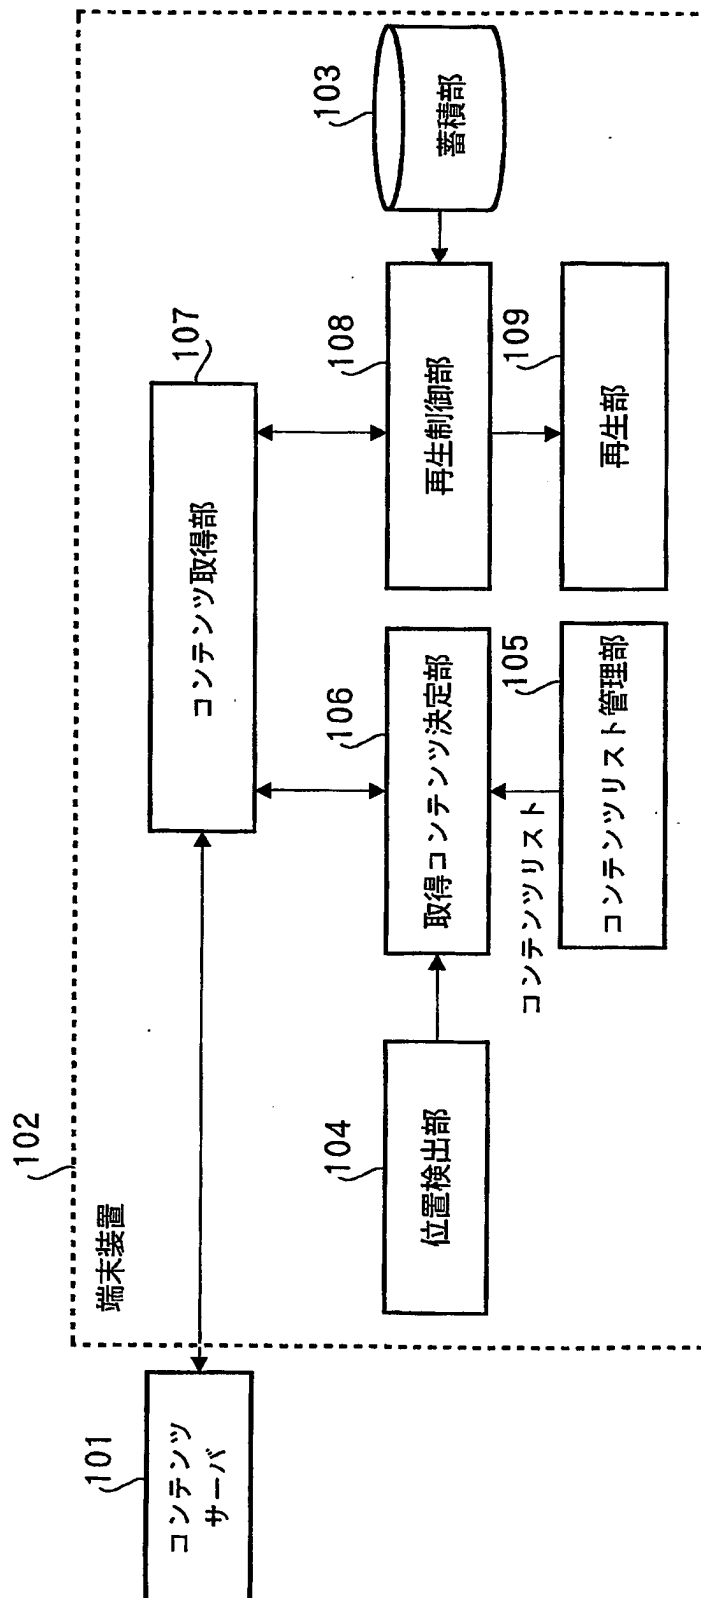 101
コンテンツ
サーバ
102
端末装置
107
コンテンツ取得部
104
位置検出部
106
取得コンテンツ決定部
108
再生制御部
103
蓄積部
コンテンツリスト
105
コンテンツリスト管理部
109
再生部